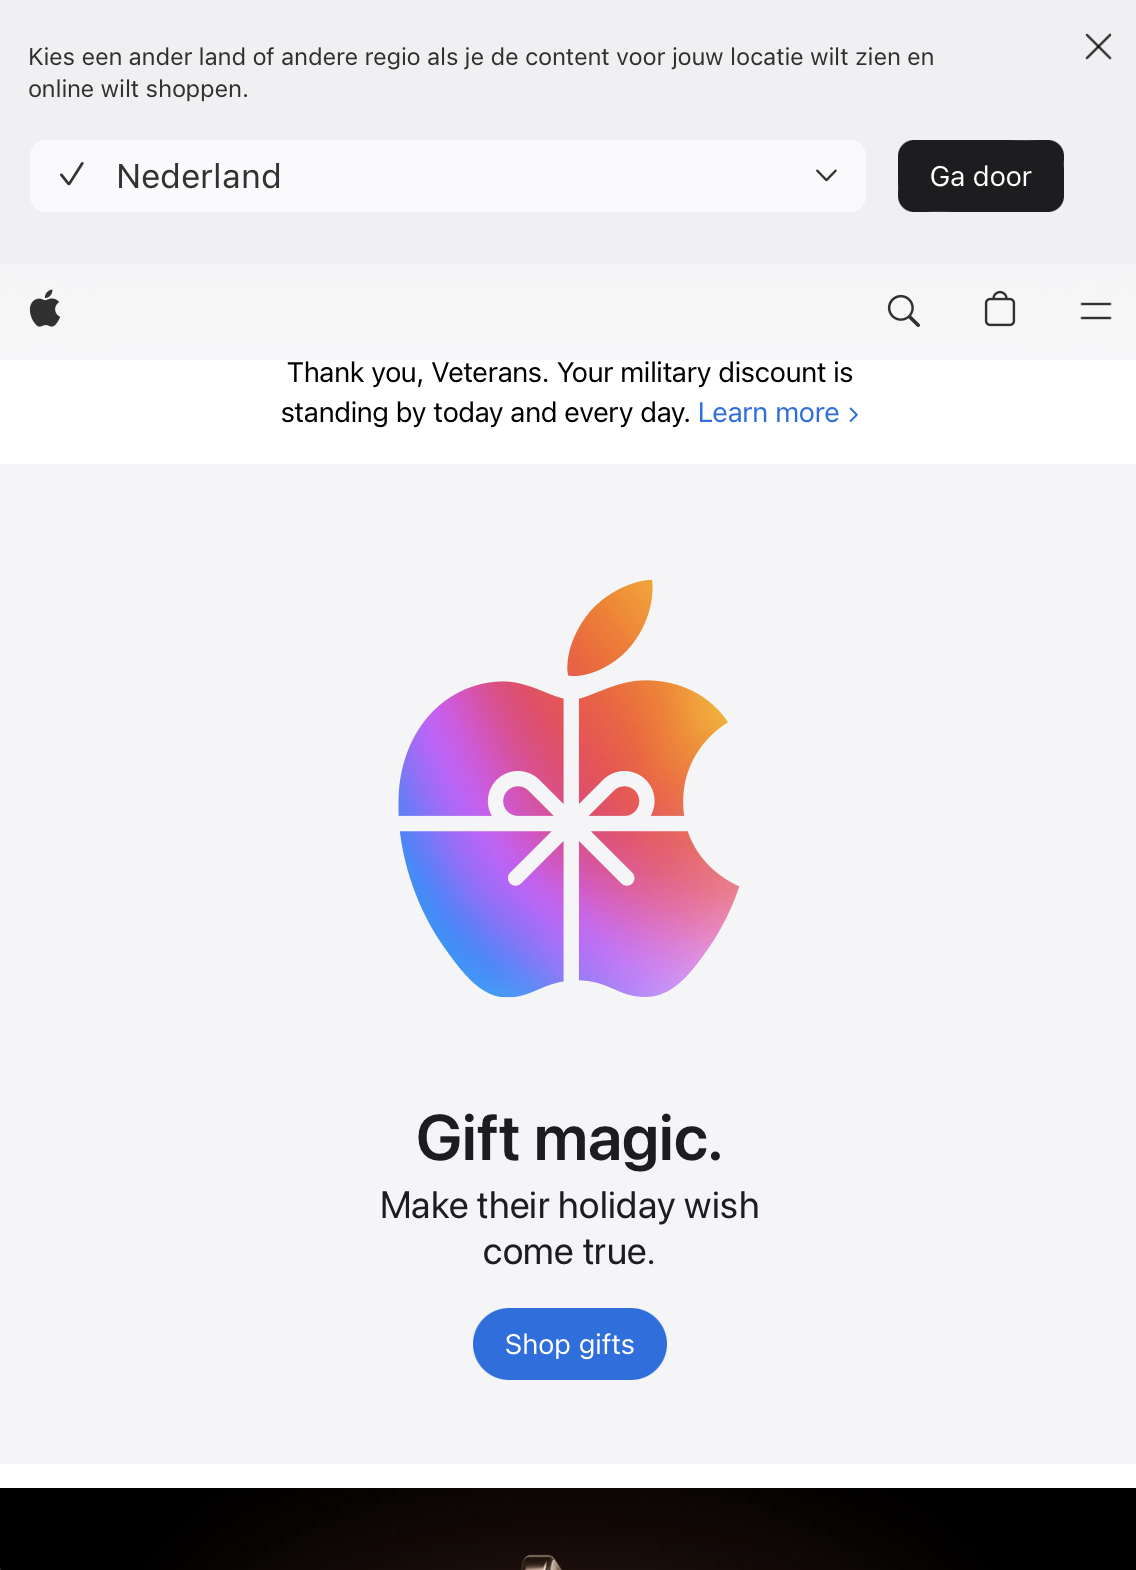 Kies een ander land of andere regio als je de content voor jouw locatie wilt zien en
online wilt shoppen.
Nederland
Ga door
Thank you, Veterans. Your military discount is
standing by today and every day. Learn more >
Gift magic.
Make their holiday wish
come true.
Shop gifts